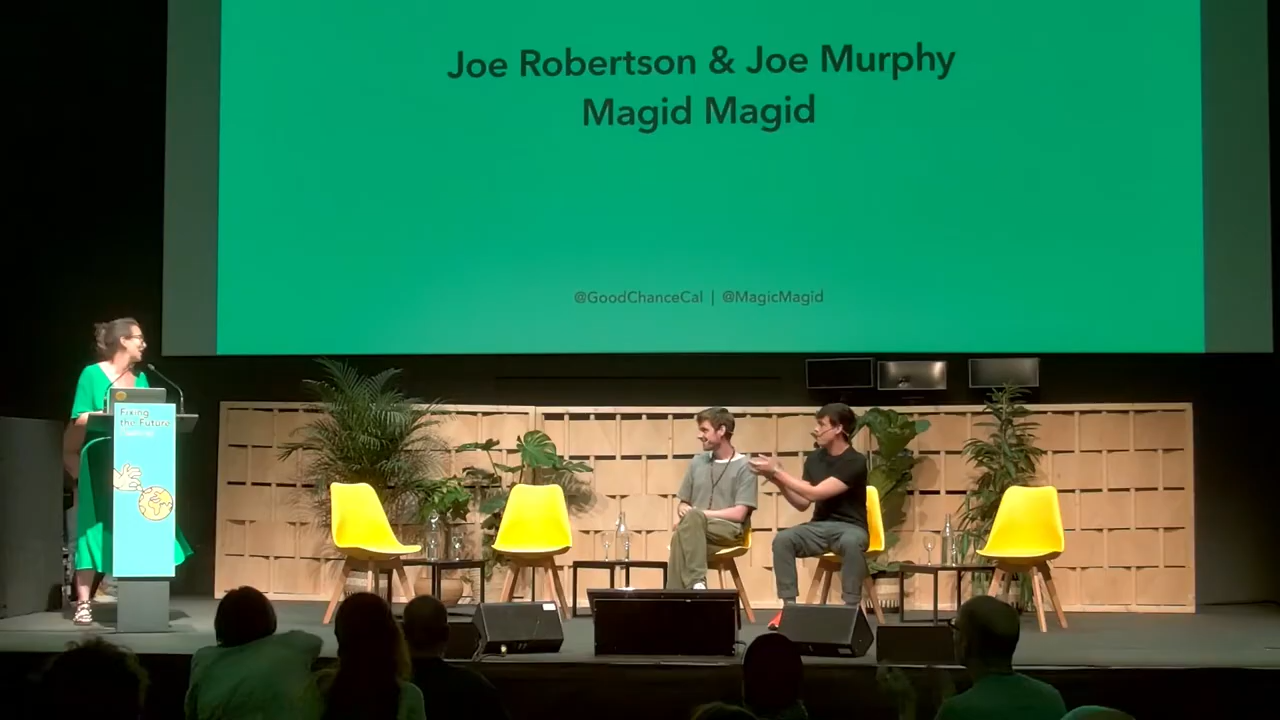 Joe Robertson & Joe Murphy
Magid Magid
@GoodChanceCal | @MagicMagid
Fixing
the Future